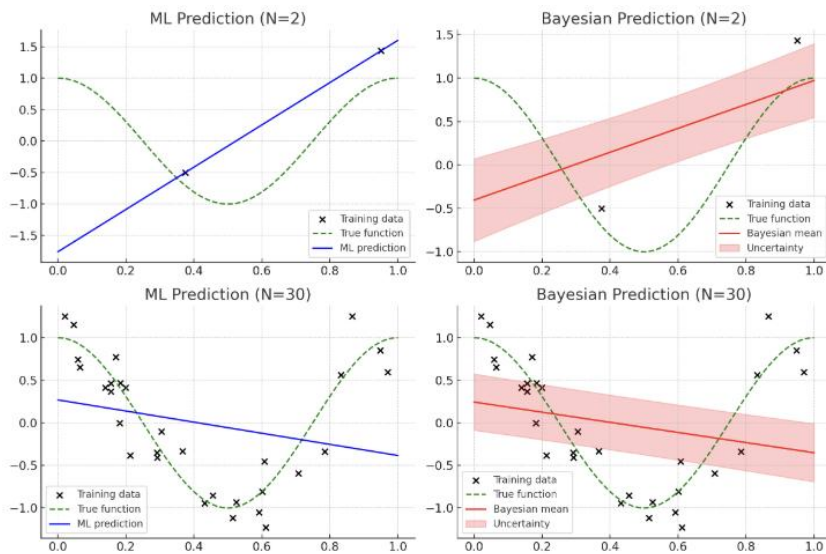 ML Prediction (N=2)
1.5
1.0
0.5
0.0
−0.5
−1.0
−1.5
0.0 0.2 0.4 0.6 0.8 1.0
Training data
True function
ML prediction
Bayesian Prediction (N=2)
1.5
1.0
0.5
0.0
−0.5
−1.0
0.0 0.2 0.4 0.6 0.8 1.0
Training data
True function
Bayesian mean
Uncertainty
ML Prediction (N=30)
1.0
0.5
0.0
−0.5
−1.0
0.0 0.2 0.4 0.6 0.8 1.0
Training data
True function
ML prediction
Bayesian Prediction (N=30)
1.0
0.5
0.0
−0.5
−1.0
0.0 0.2 0.4 0.6 0.8 1.0
Training data
True function
Bayesian mean
Uncertainty